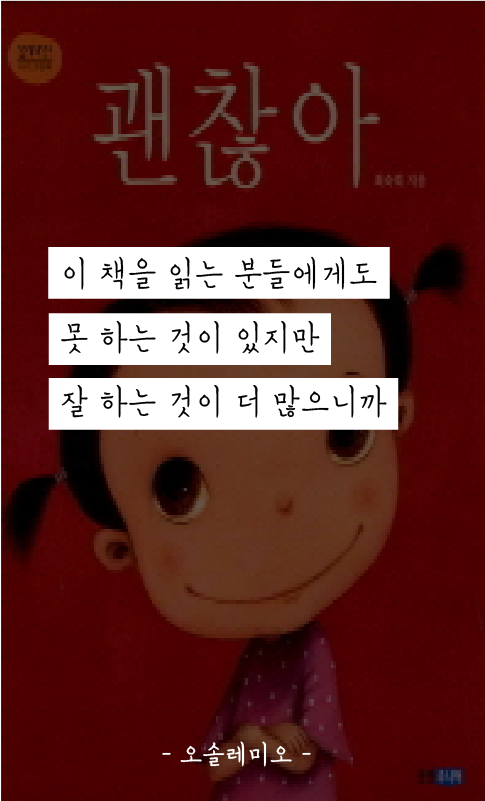 괜찮아
최숙희 지음
이 책을 읽는 분들에게도
못 하는 것이 있지만
잘 하는 것이 더 많으니까
- 오솔레미오 -